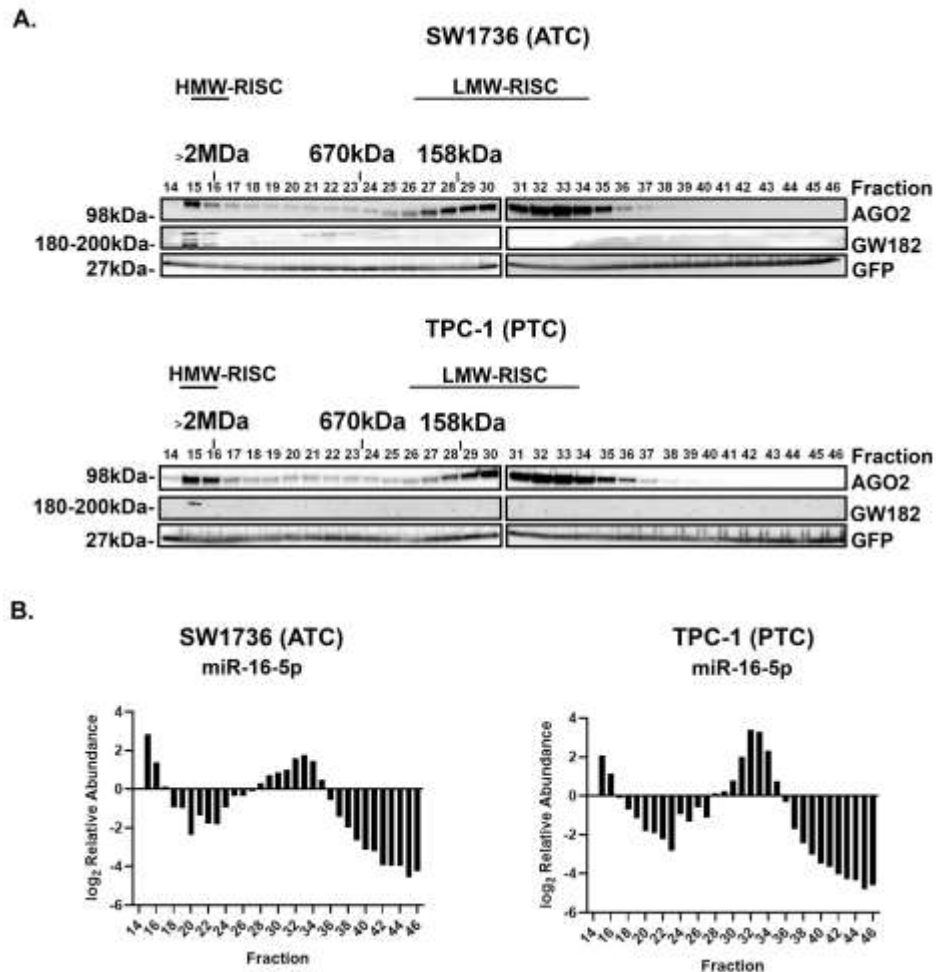 A.
SW1736 (ATC)
HMW-RISC LMW-RISC
>2MDa 670kDa 158kDa
14 15 16 17 18 19 20 21 22 23 24 25 26 27 28 29 30 31 32 33 34 35 36 37 38 39 40 41 42 43 44 45 46 Fraction
98kDa- AGO2
180-200kDa- GW182
27kDa- GFP
TPC-1 (PTC)
HMW-RISC LMW-RISC
>2MDa 670kDa 158kDa
14 15 16 17 18 19 20 21 22 23 24 25 26 27 28 29 30 31 32 33 34 35 36 37 38 39 40 41 42 43 44 45 46 Fraction
98kDa- AGO2
180-200kDa- GW182
27kDa- GFP
B.
SW1736 (ATC) TPC-1 (PTC)
miR-16-5p miR-16-5p
log2 Relative Abundance
4
2
0
-2
-4
-6
14 16 18 20 22 24 26 28 30 32 34 36 38 40 42 44 46
Fraction
log2 Relative Abundance
4
2
0
-2
-4
-6
14 16 18 20 22 24 26 28 30 32 34 36 38 40 42 44 46
Fraction